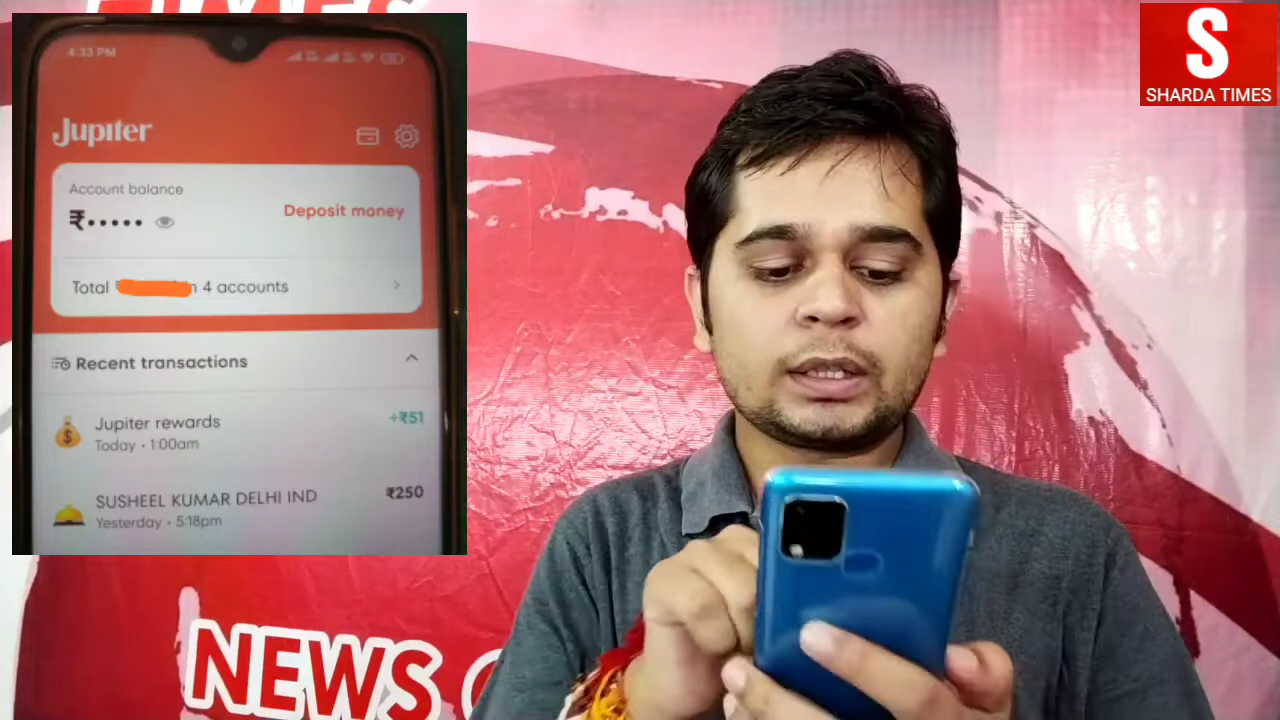 TIMES
4:33 PM
Jupiter
Account balance
₹•••••
Deposit money
Total
4 accounts
Recent transactions
Jupiter rewards
+₹51
Today • 1:00am
SUSHEEL KUMAR DELHI IND
₹250
Yesterday • 5:18pm
S
SHARDA TIMES
NEWS